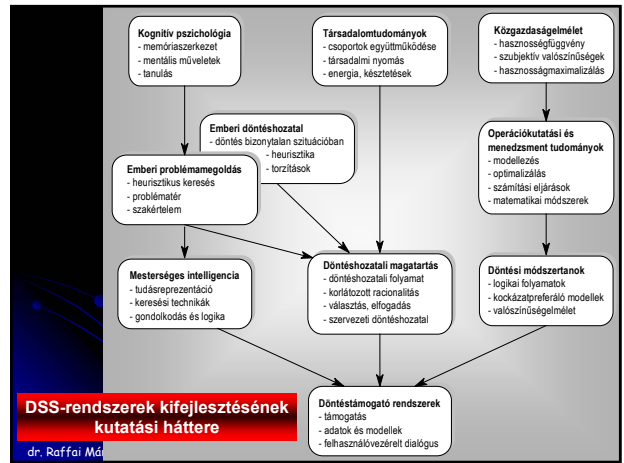 Kognitív pszichológia
- memóriaszerkezet
- mentális műveletek
- tanulás
Társadalomtudományok
- csoportok együttműködése
- társadalmi nyomás
- energia, késztetések
Közgazdaságelmélet
- hasznosségfüggvény
- szubjektív valószínűségek
- hasznosságmaximalizálás
Emberi döntéshozatal
- döntés bizonytalan szituációban
- heurisztika
- torzítások
Operációkutatási és
menedzsment tudományok
- modellezés
- optimalizálás
- számítási eljárások
- matematikai módszerek
Emberi problémamegoldás
- heurisztikus keresés
- problématér
- szakértelem
Mesterséges intelligencia
- tudásreprezentáció
- keresési technikák
- gondolkodás és logika
Döntéshozatali magatartás
- döntéshozatali folyamat
- korlátozott racionalitás
- választás, elfogadás
- szervezeti döntéshozatal
Döntési módszertanok
- logikai folyamatok
- kockázatpreferáló modellek
- valószínűségelmélet
Döntéstámogató rendszerek
- támogatás
- adatok és modellek
- felhasználóvezérelt dialógus
DSS-rendszerek kifejlesztésének
kutatási háttere
dr. Raffai